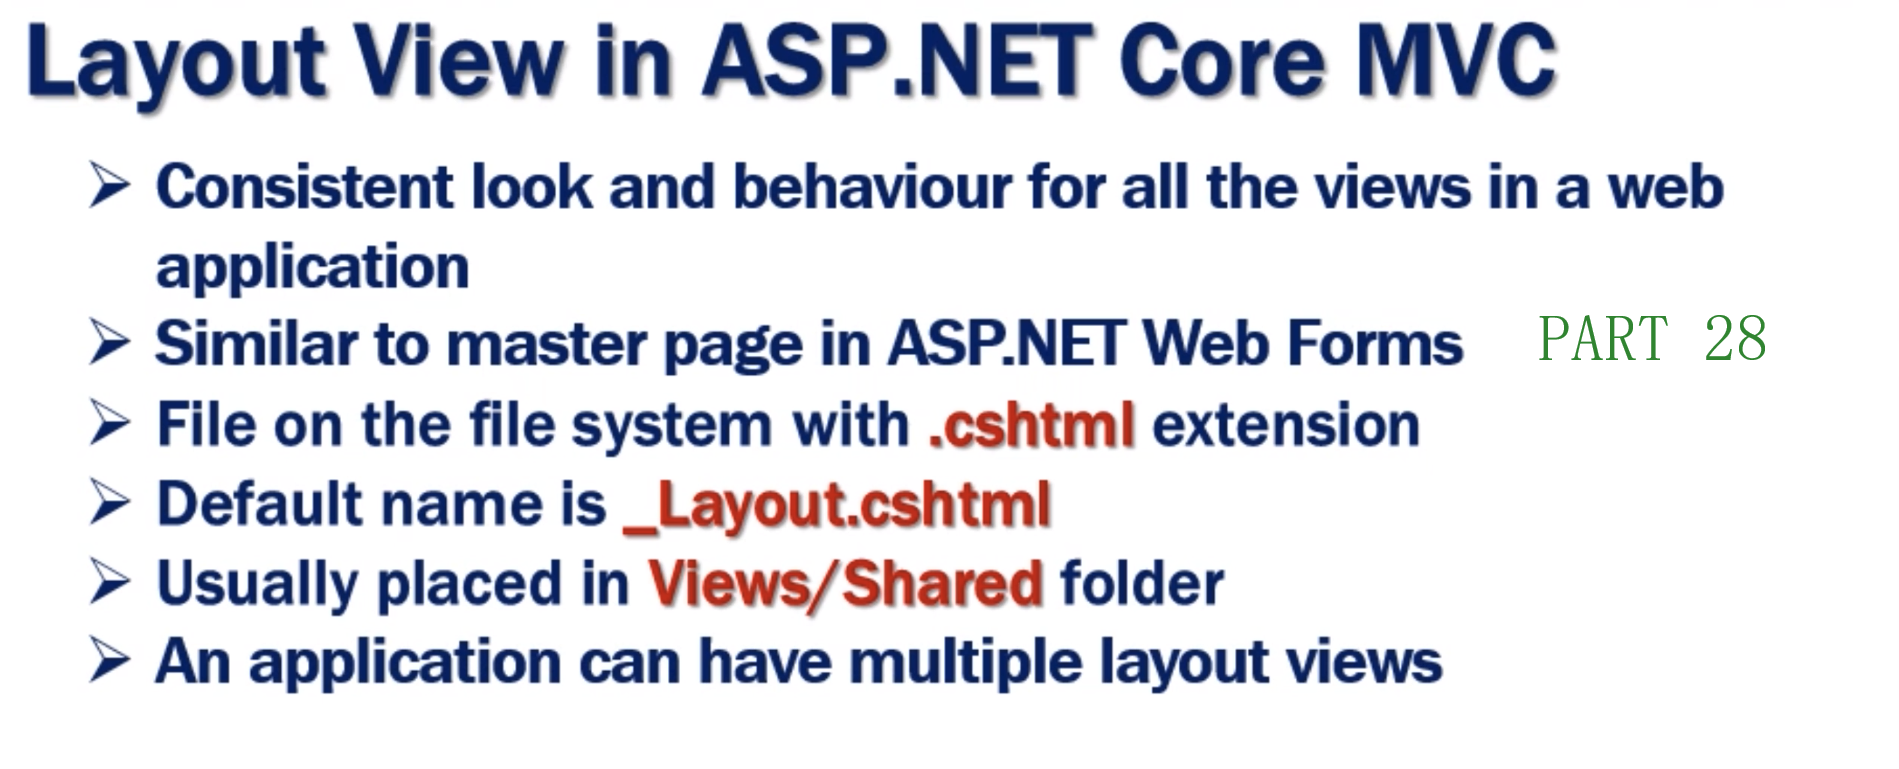 Layout View in ASP.NET Core MVC
➢ Consistent look and behaviour for all the views in a web
application
➢ Similar to master page in ASP.NET Web Forms PART 28
➢ File on the file system with .cshtml extension
➢ Default name is _Layout.cshtml
➢ Usually placed in Views/Shared folder
➢ An application can have multiple layout views